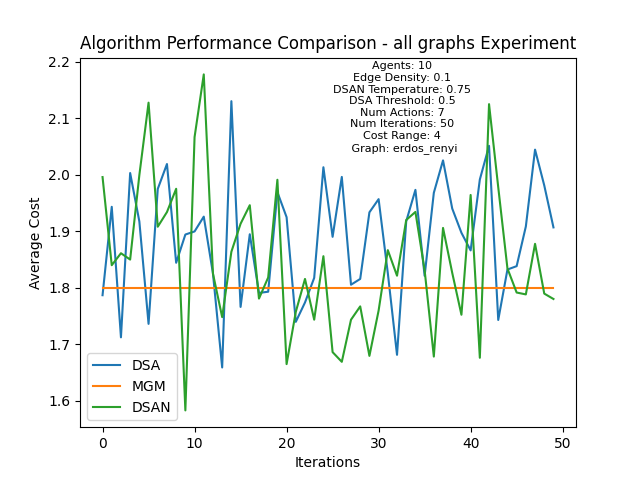 Algorithm Performance Comparison - all graphs Experiment
2.2
2.1
2.0
1.9
1.8
1.7
1.6
Average Cost
Agents: 10
Edge Density: 0.1
DSAN Temperature: 0.75
DSA Threshold: 0.5
Num Actions: 7
Num Iterations: 50
Cost Range: 4
Graph: erdos_renyi
DSA
MGM
DSAN
0 10 20 30 40 50
Iterations